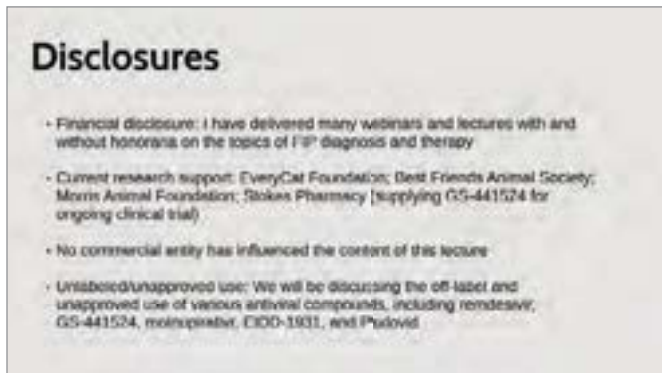 Disclosures
• Financial disclosure: I have delivered many webinars and lectures with and
without honoraria on the topics of FIP diagnosis and therapy
• Current research support: EveryCat Foundation; Best Friends Animal Society;
Morris Animal Foundation; Stokes Pharmacy (supplying GS-441524 for
ongoing clinical trial)
• No commercial entity has influenced the content of this lecture
• Unlabeled/unapproved use: We will be discussing the off-label and
unapproved use of various antiviral compounds, including remdesivir,
GS-441524, molnupiravir, EIDD-1931, and Paxlovid